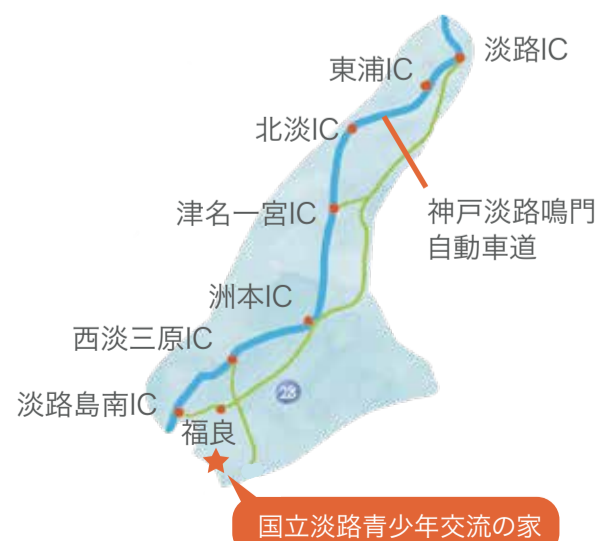 淡路IC
東浦IC
北淡IC
津名一宮IC
神戸淡路鳴門
自動車道
洲本IC
西淡三原IC
28
淡路島南IC
福良
国立淡路青少年交流の家